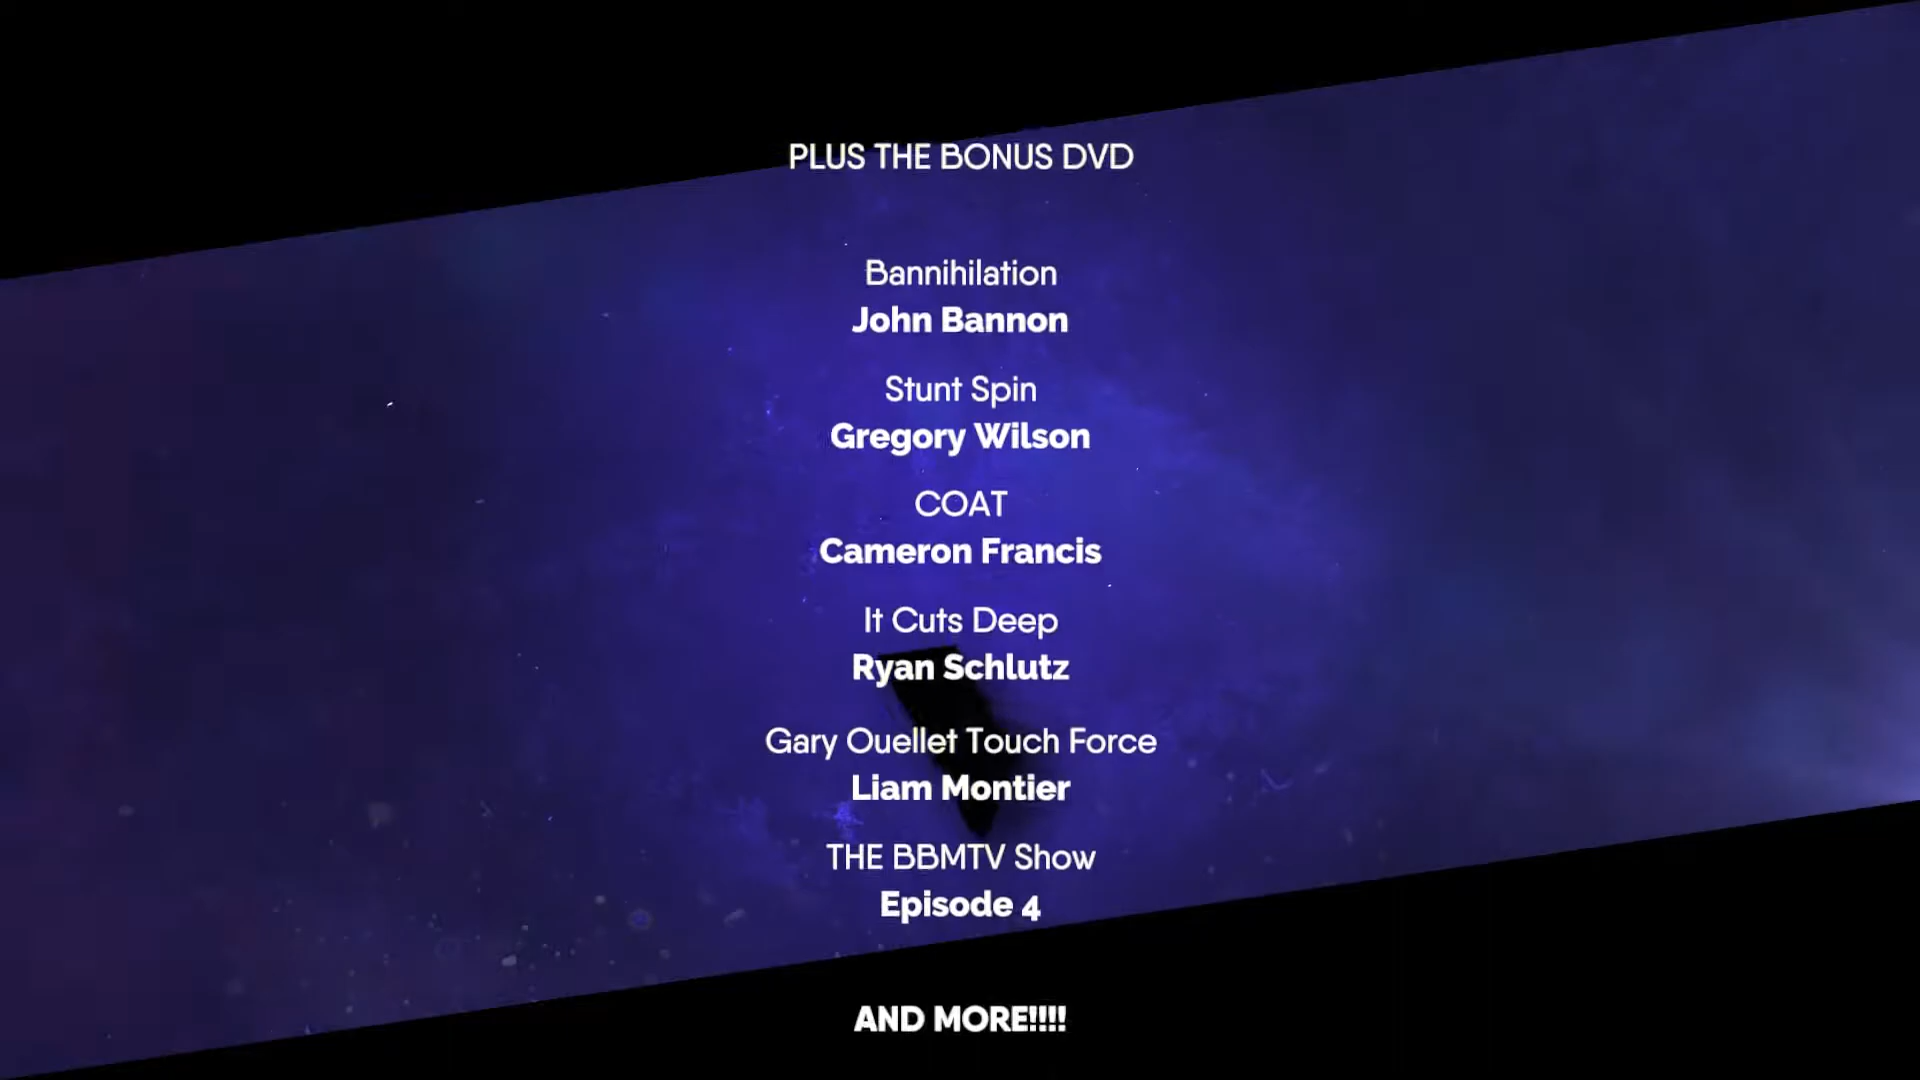 PLUS THE BONUS DVD
Bannihilation
John Bannon
Stunt Spin
Gregory Wilson
COAT
Cameron Francis
It Cuts Deep
Ryan Schlutz
Gary Ouellet Touch Force
Liam Montier
THE BBMTV Show
Episode 4
AND MORE!!!!